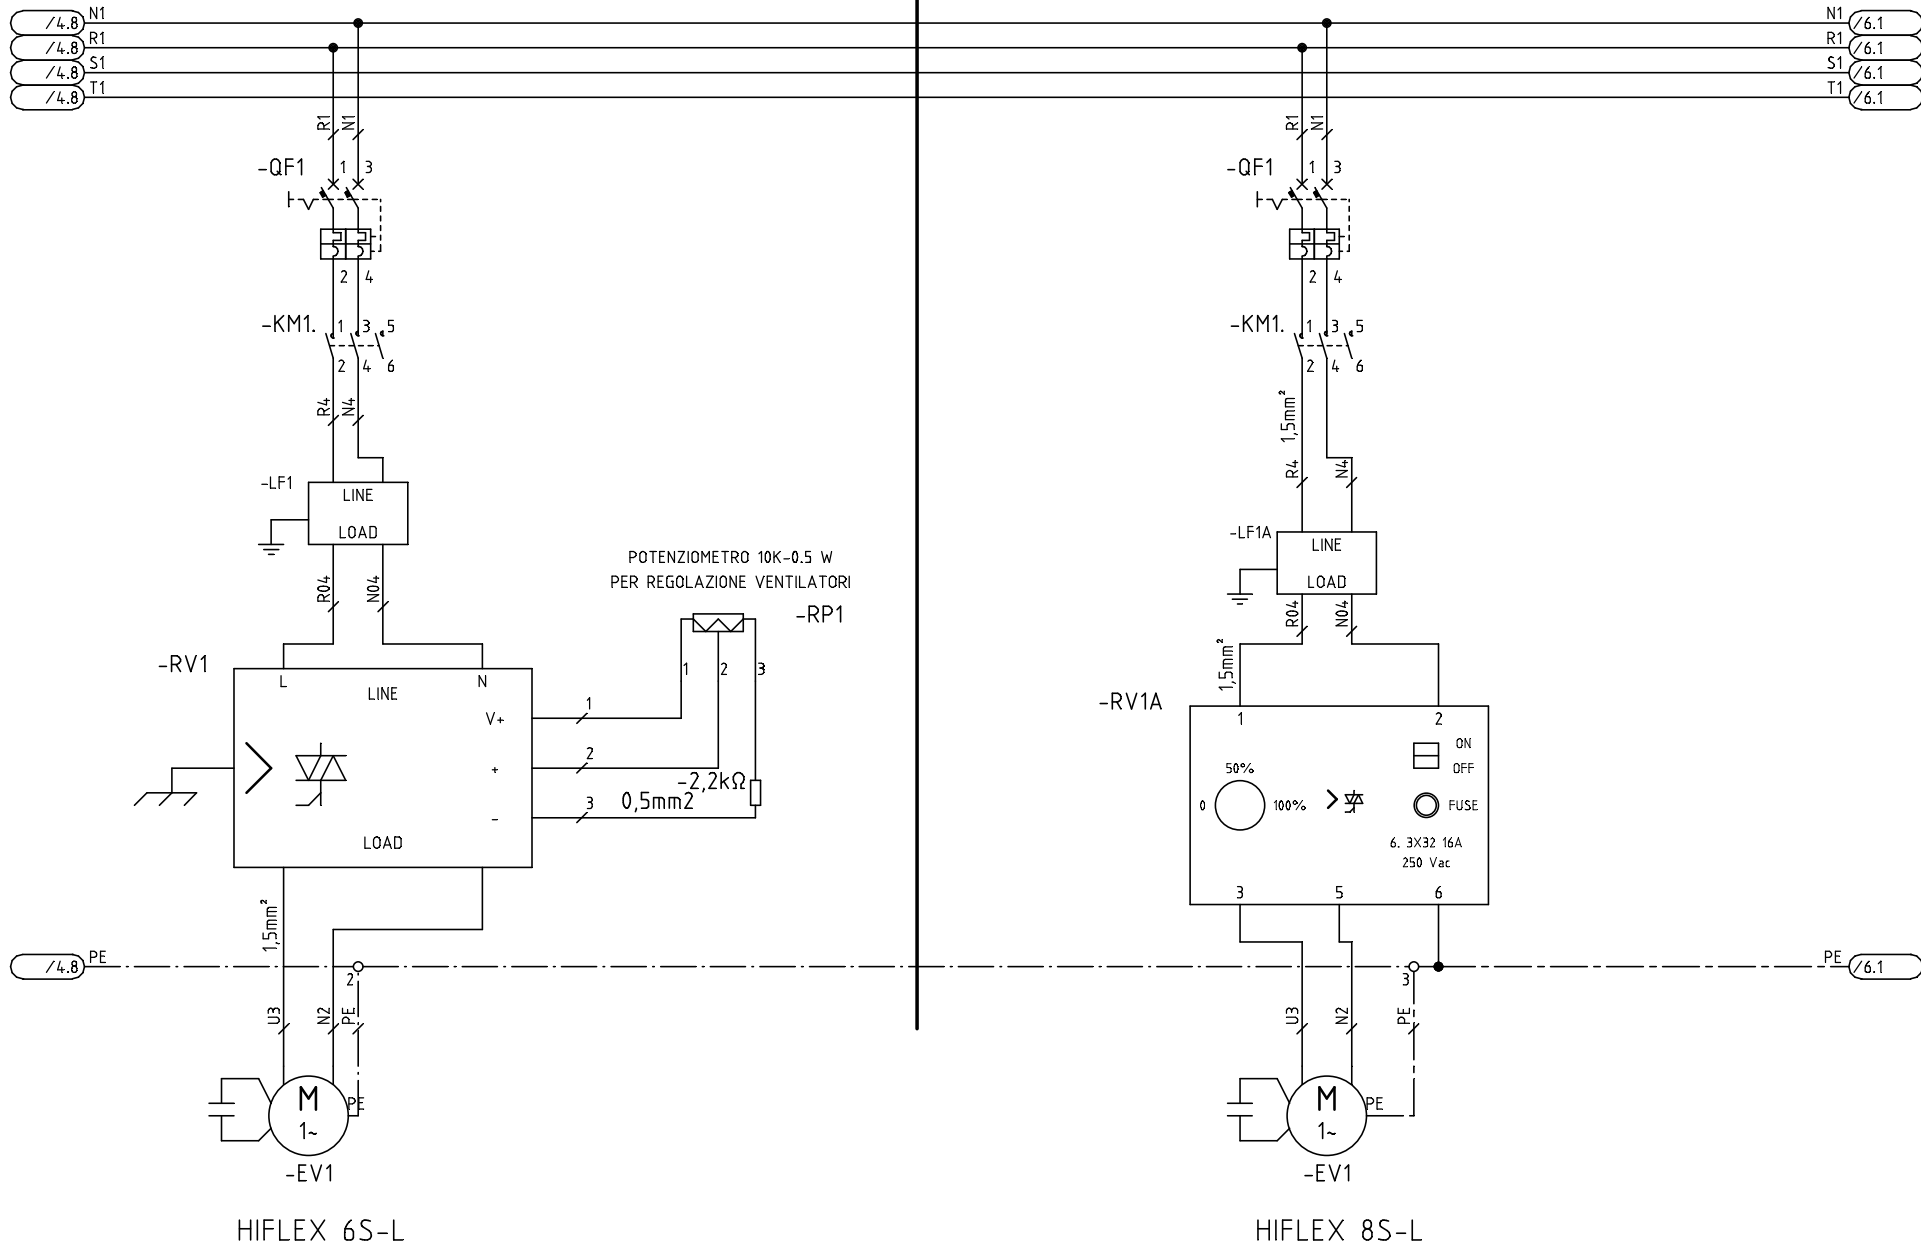 /4.8 N1 N1 /6.1
/4.8 R1 R1 /6.1
/4.8 S1 S1 /6.1
/4.8 T1 T1 /6.1
R1 N1
-QF1 1 3
2 4
-KM1. 1 3 5
2 4 6
R4 N4
-LF1 LINE
LOAD
R04 N04
POTENZIOMETRO 10K-0.5 W
PER REGOLAZIONE VENTILATORI
-RP1
1 2 3
-RV1
L LINE N
V+ 1
+ 2
-2,2kΩ
0,5mm2
- 3
LOAD
1,5mm²
/4.8 PE
2
U3 N2 PE
M
1~
PE
-EV1
HIFLEX 6S-L
R1 N1
-QF1 1 3
2 4
-KM1. 1 3 5
2 4 6
1,5mm²
R4 N4
-LF1A LINE
LOAD
R04 N04
1,5mm²
-RV1A
1 2
ON
OFF
50%
0 100%
FUSE
6. 3X32 16A
250 Vac
3 5 6
PE /6.1
3
U3 N2 PE
M
1~
PE
-EV1
HIFLEX 8S-L